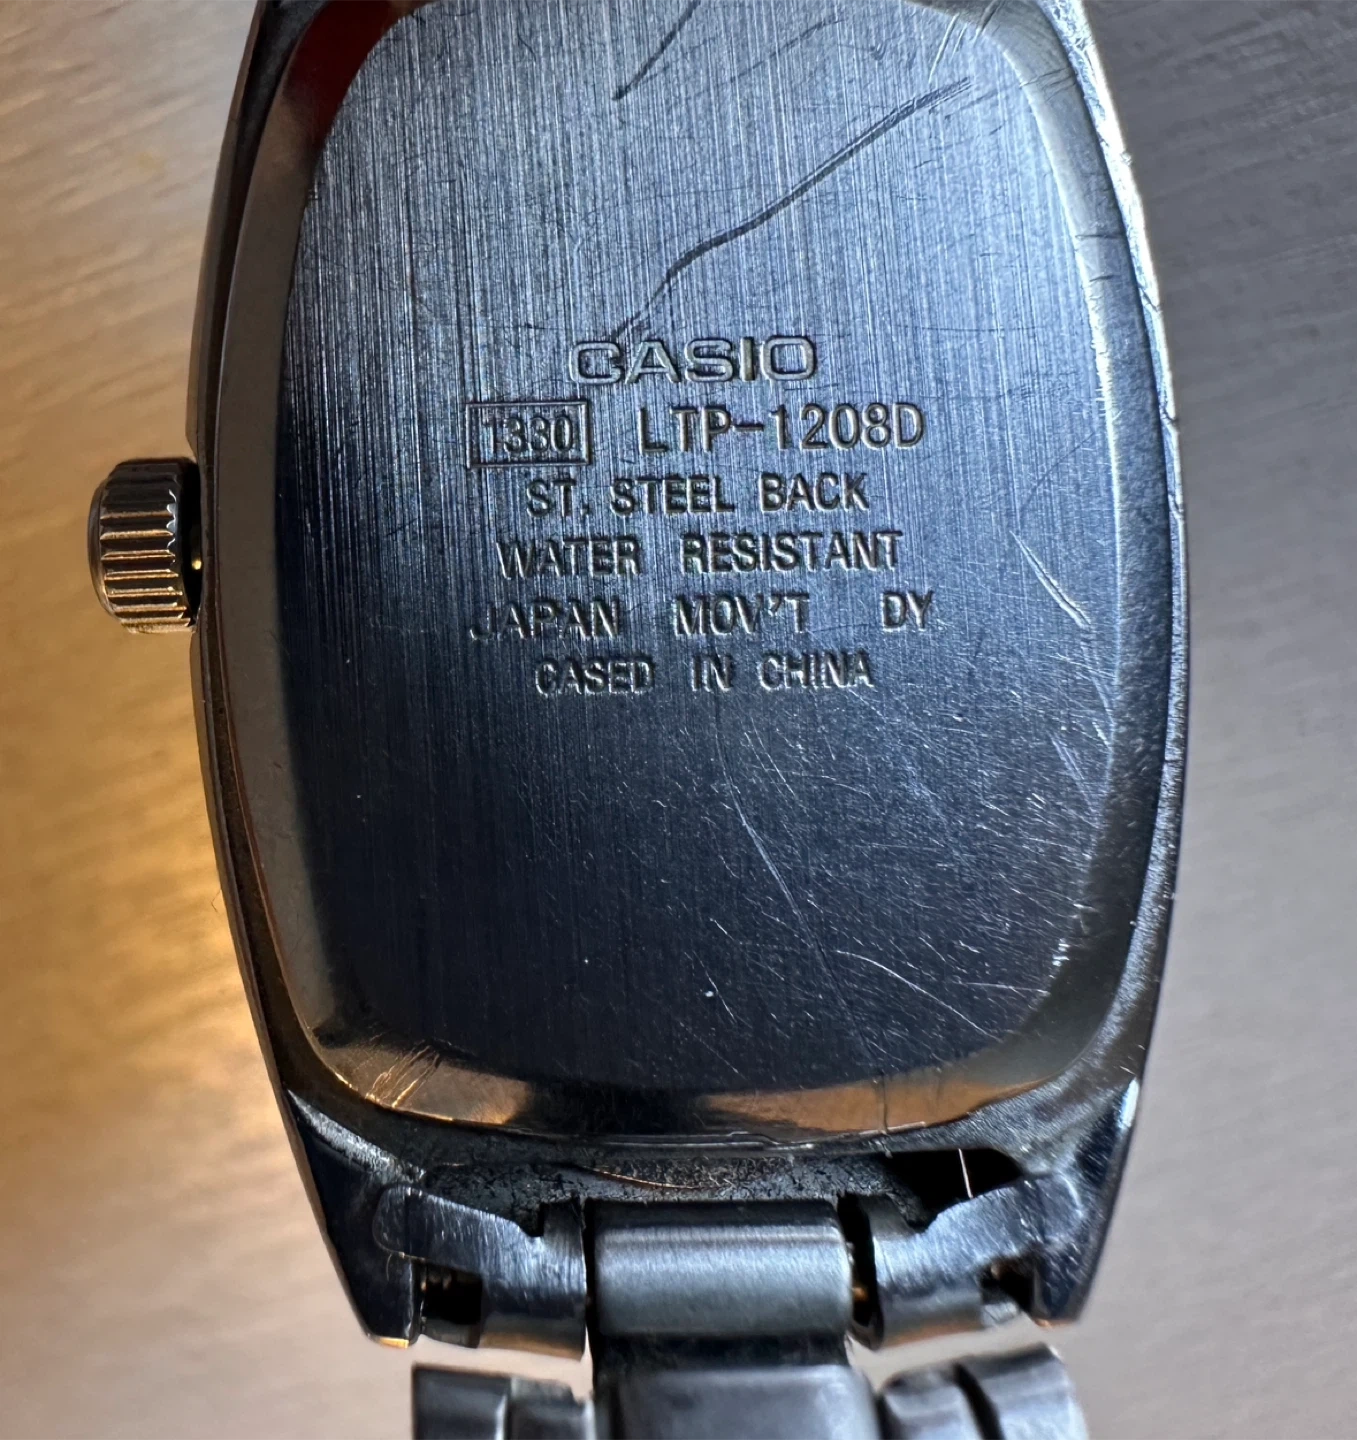 CASIO
1330 LTP-1208D
ST. STEEL BACK
WATER RESISTANT
JAPAN MOV'T DY
CASED IN CHINA